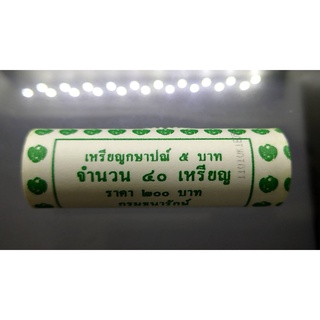 เหรียญกษาปณ์ ๕ บาท
จำนวน ๔๐ เหรียญ
ราคา ๒๐๐ บาท
กรมธนารักษ์